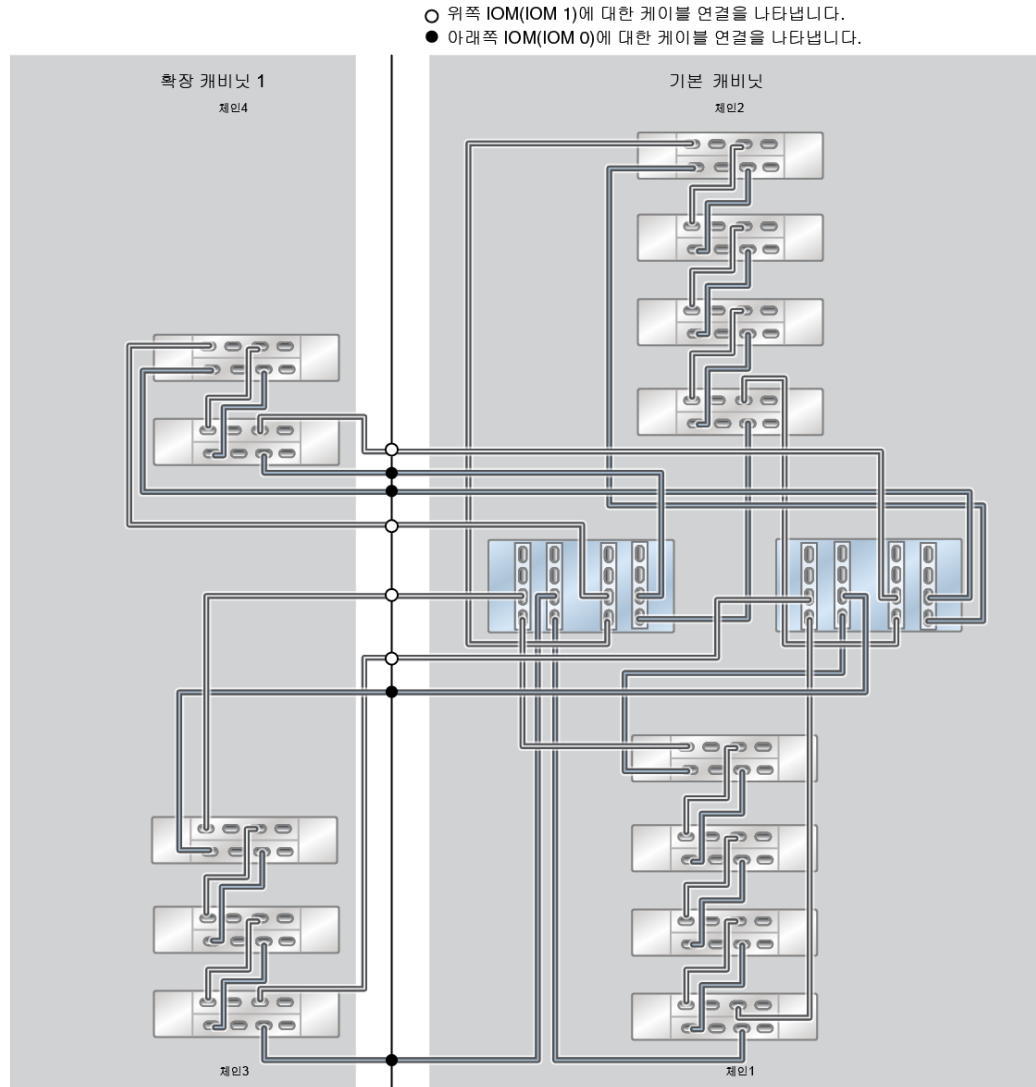 위쪽 IOM(IOM 1)에 대한 케이블 연결을 나타냅니다.
아래쪽 IOM(IOM 0)에 대한 케이블 연결을 나타냅니다.
확장 캐비닛 1
체인4
기본 캐비닛
체인2
체인3
체인1